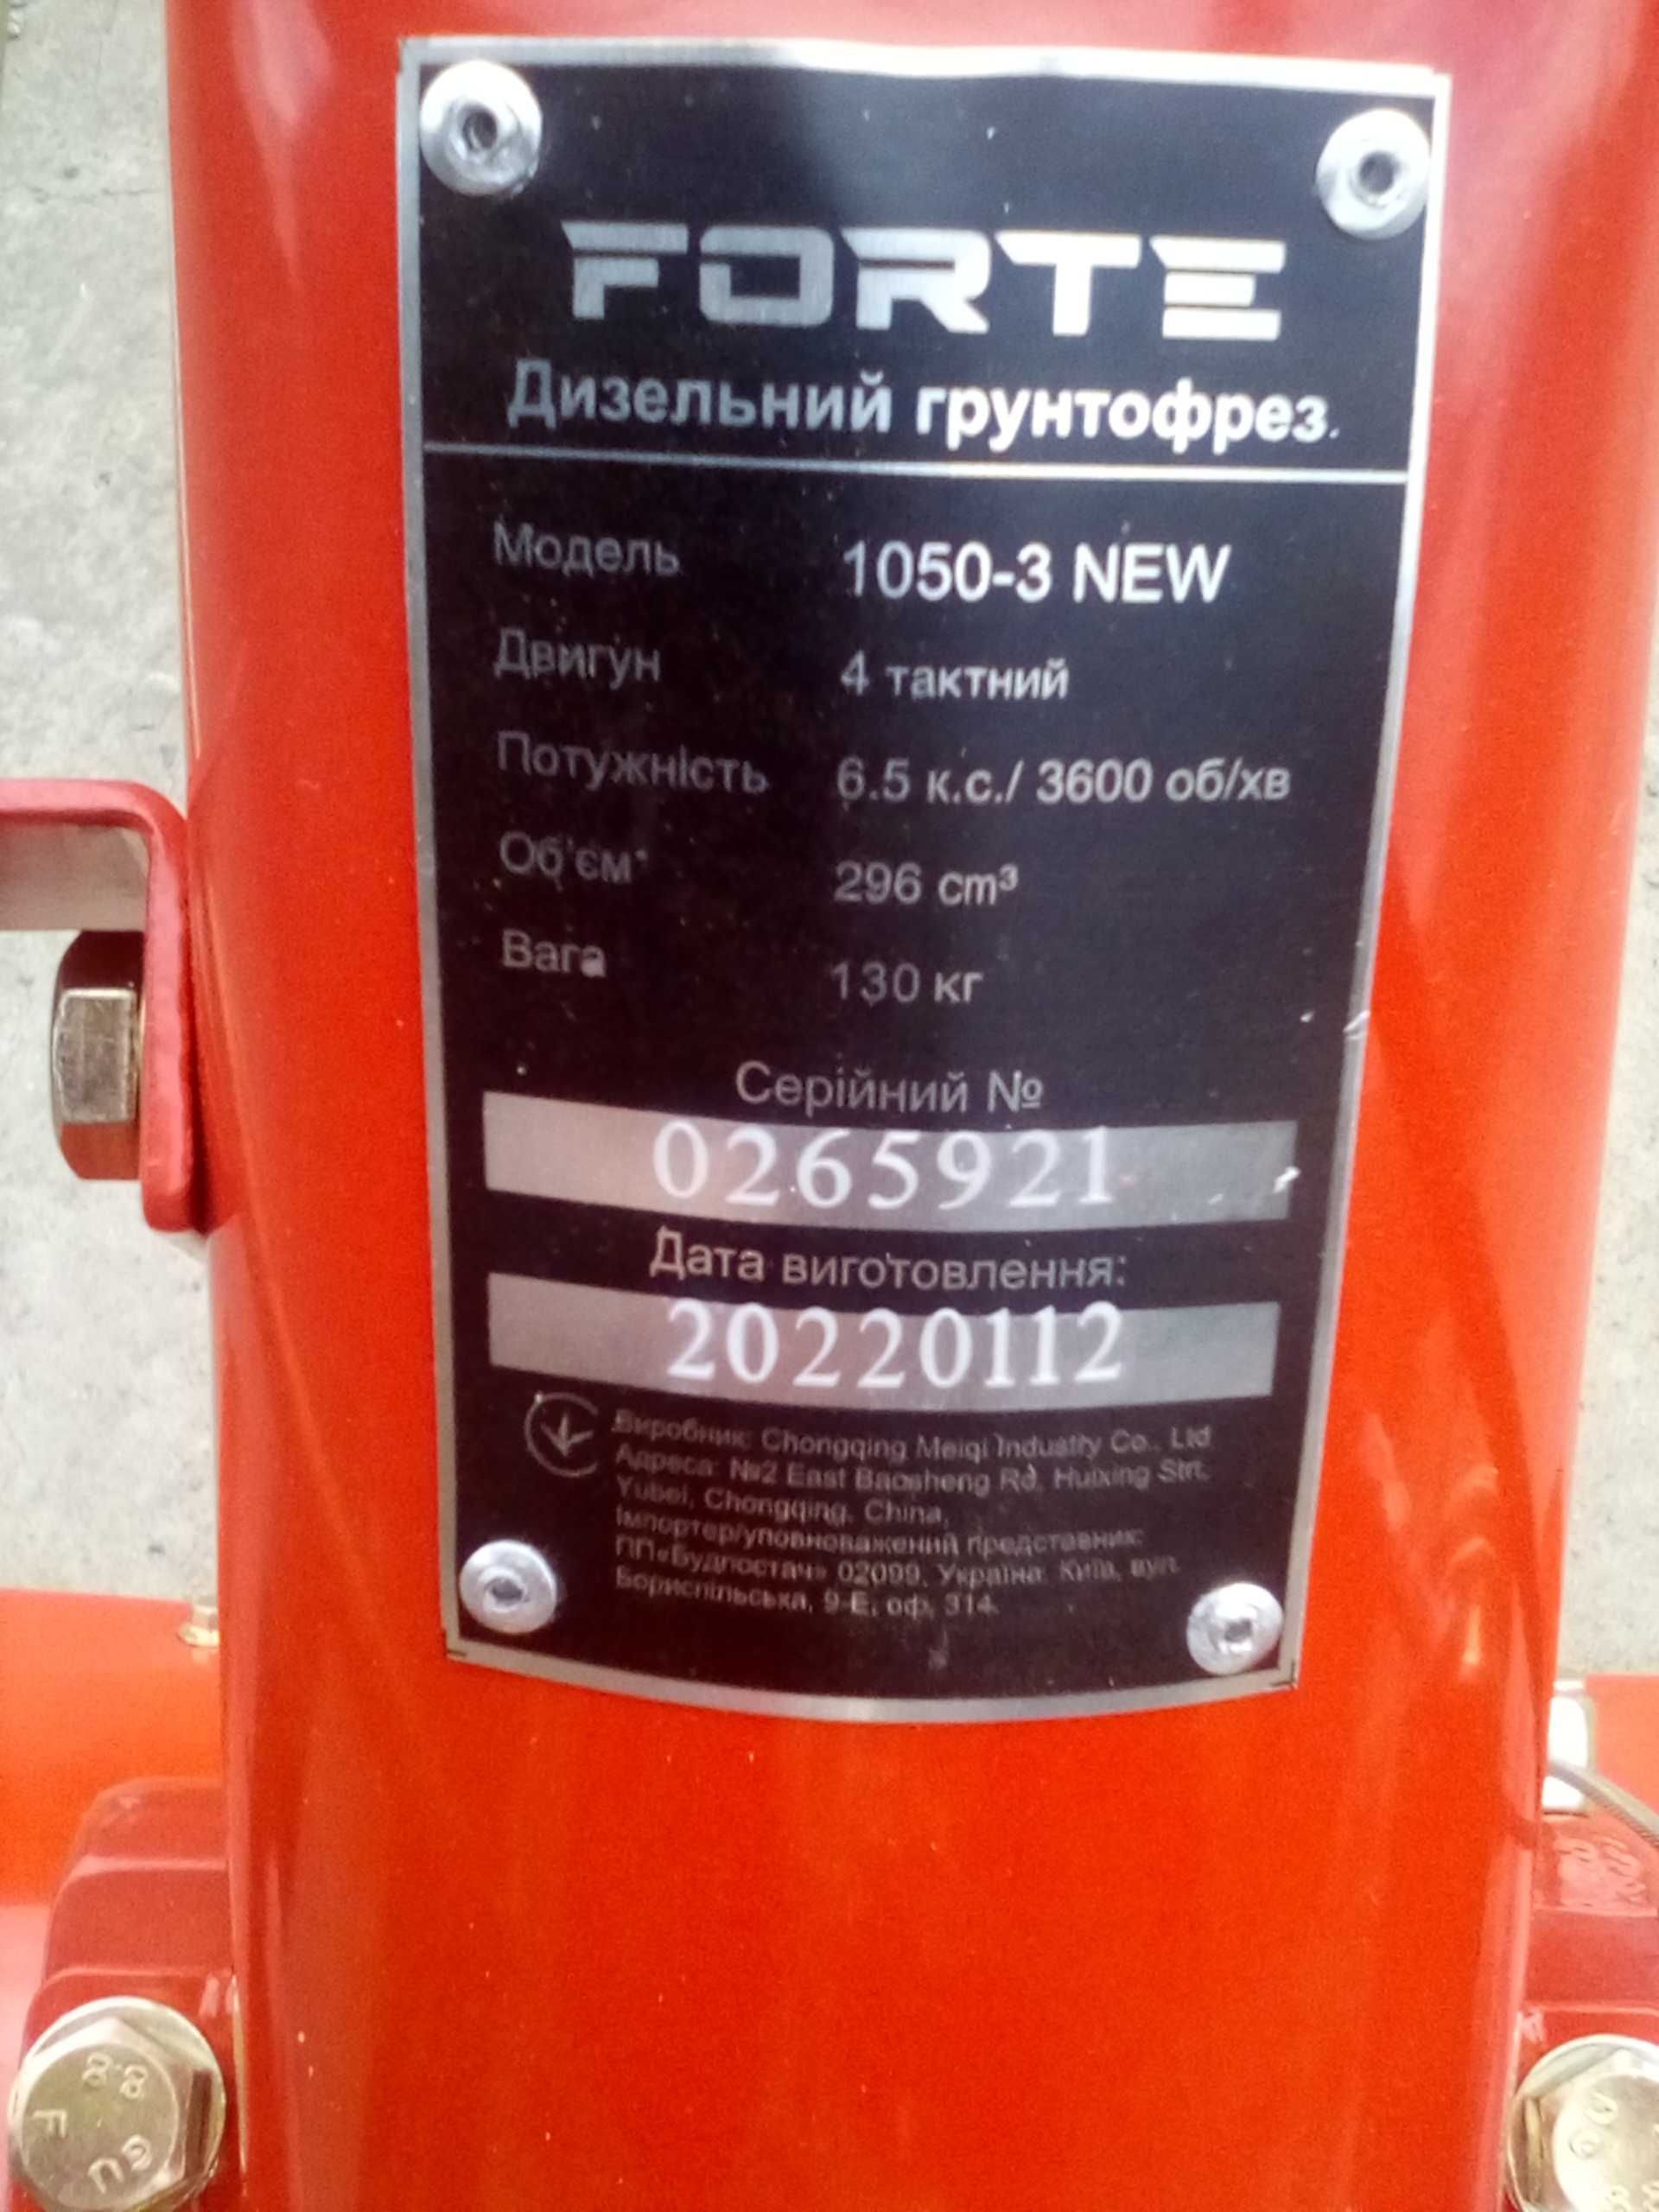 FORTE
Дизельний грунтофрез.
Модель 1050-3 NEW
Двигун 4 тактний
Потужність 6.5 к.с./ 3600 об/хв
Об'єм 296 cm³
Вага 130 кг
Серійний №
0265921
Дата виготовлення:
20220112
Виробник: Chongqing Meiqi Industry Co., Ltd
Адреса: №2 East Baosheng Rd, Huixing Strt,
Yubei, Chongqing, China,
Імпортер/уповноважений представник:
ПП«Будпостач» 02099, Україна, Київ, вул.
Бориспільська, 9-Е, оф. 314.
8.8
F